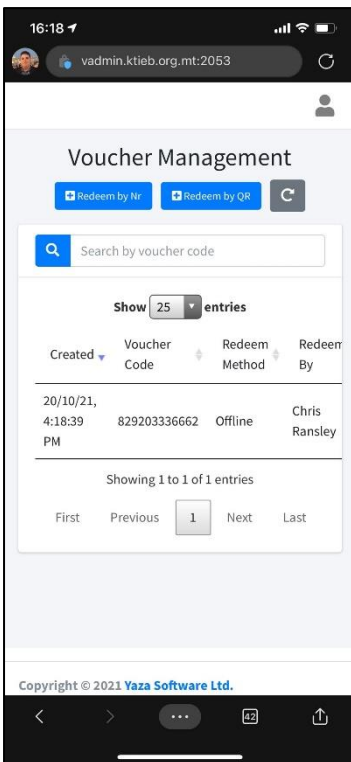 16:18
vadmin.ktieb.org.mt:2053
Voucher Management
Redeem by Nr
Redeem by QR
Search by voucher code
Show 25 entries
Created
Voucher Code
Redeem Method
Redeem By
20/10/21, 4:18:39 PM
829203336662
Offline
Chris Ransley
Showing 1 to 1 of 1 entries
First Previous 1 Next Last
Copyright © 2021 Yaza Software Ltd.
42